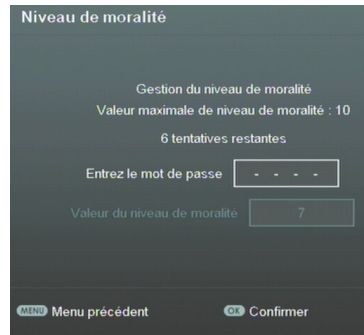 Niveau de moralité
Gestion du niveau de moralité
Valeur maximale de niveau de moralité : 10
6 tentatives restantes
Entrez le mot de passe - - - -
Valeur du niveau de moralité 7
MENU Menu précédent OK Confirmer